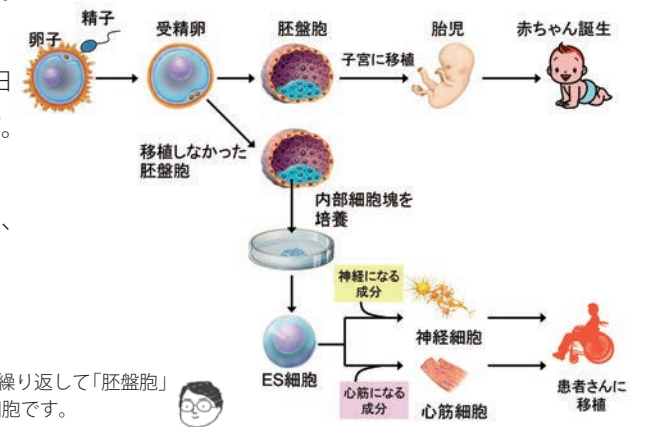 精子
卵子
受精卵
胚盤胞
子宮に移植
胎児
赤ちゃん誕生
日
。
移植しなかった
胚盤胞
内部細胞塊を
培養
、
神経になる
成分
神経細胞
ES細胞
心筋になる
成分
心筋細胞
患者さんに
移植
繰り返して「胚盤胞」
胞です。